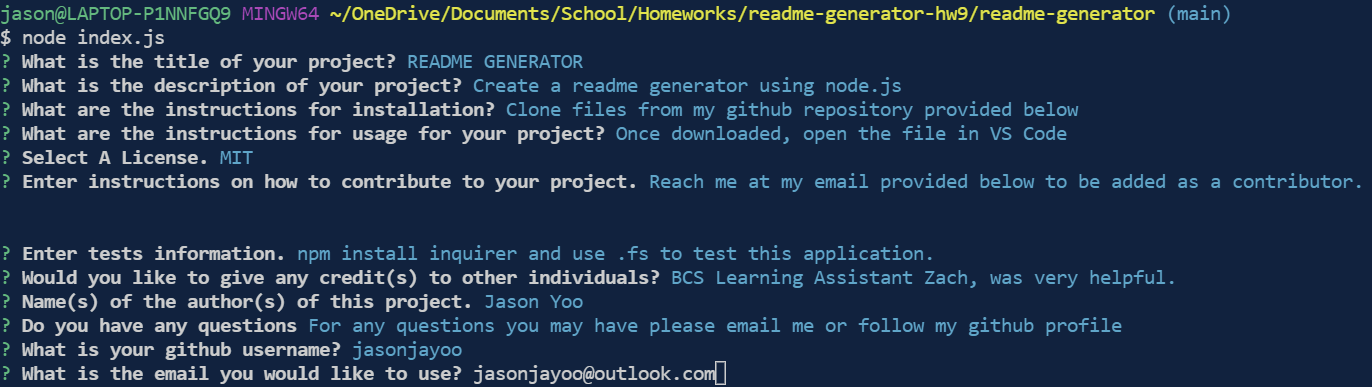 jason@LAPTOP-P1NNFGQ9 MINGW64 ~/OneDrive/Documents/School/Homeworks/readme-generator-hw9/readme-generator (main)
$ node index.js
? What is the title of your project? README GENERATOR
? What is the description of your project? Create a readme generator using node.js
? What are the instructions for installation? Clone files from my github repository provided below
? What are the instructions for usage for your project? Once downloaded, open the file in VS Code
? Select A License. MIT
? Enter instructions on how to contribute to your project. Reach me at my email provided below to be added as a contributor.
? Enter tests information. npm install inquirer and use .fs to test this application.
? Would you like to give any credit(s) to other individuals? BCS Learning Assistant Zach, was very helpful.
? Name(s) of the author(s) of this project. Jason Yoo
? Do you have any questions For any questions you may have please email me or follow my github profile
? What is your github username? jasonjayoo
? What is the email you would like to use? jasonjayoo@outlook.com